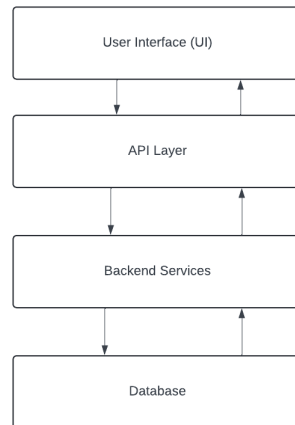 User Interface (UI)
API Layer
Backend Services
Database